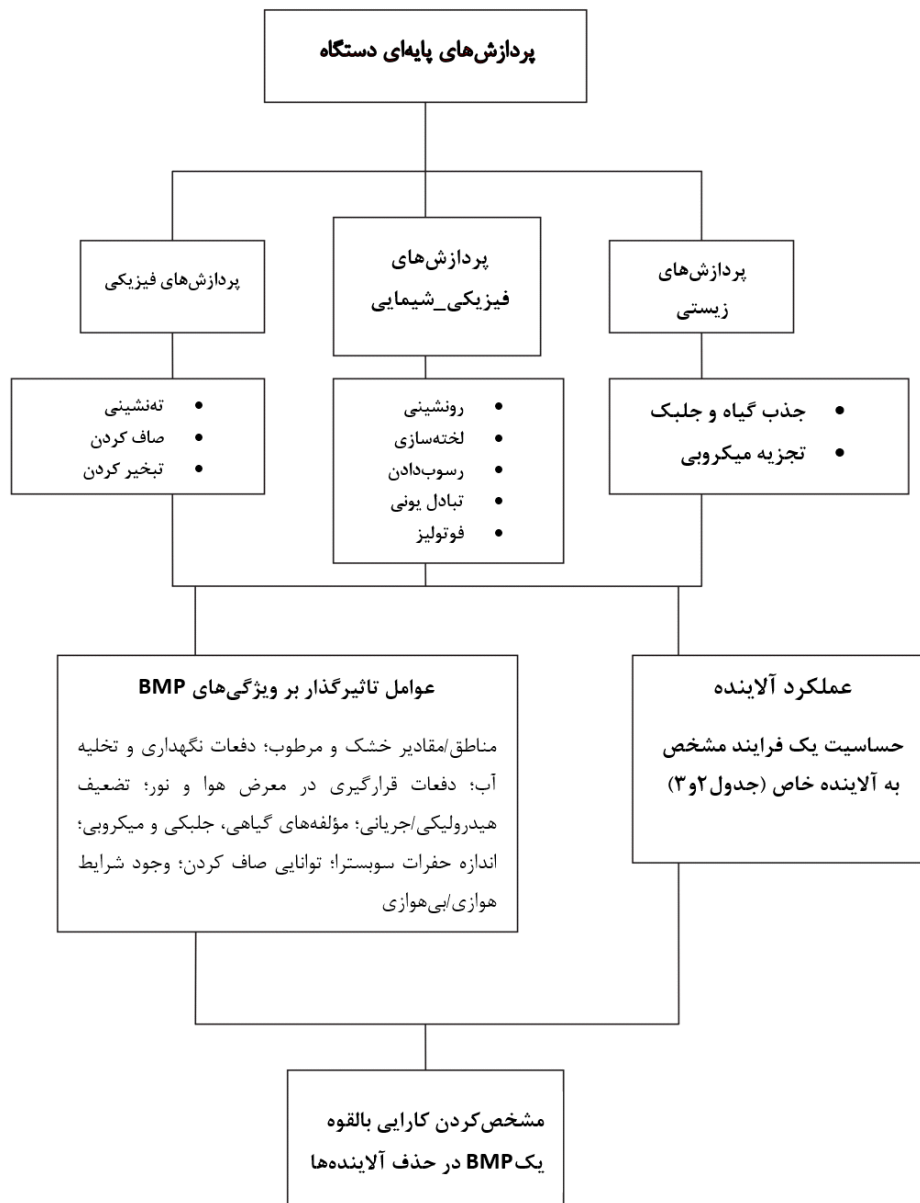 پردازش‌های پایه‌ای دستگاه
پردازش‌های
زیستی
پردازش‌های
فیزیکی_شیمایی
پردازش‌های فیزیکی
• جذب گیاه و جلبک
• تجزیه میکروبی
• رونشینی
• لخته‌سازی
• رسوب‌دادن
• تبادل یونی
• فوتولیز
• ته‌نشینی
• صاف کردن
• تبخیر کردن
عملکرد آلاینده
حساسیت یک فرایند مشخص
به آلاینده خاص (جدول۲و۳)
عوامل تاثیرگذار بر ویژگی‌های BMP
مناطق/مقادیر خشک و مرطوب؛ دفعات نگهداری و تخلیه
آب؛ دفعات قرارگیری در معرض هوا و نور؛ تضعیف
هیدرولیکی/جریانی؛ مؤلفه‌های گیاهی، جلبکی و میکروبی؛
اندازه حفرات سوبسترا؛ توانایی صاف کردن؛ وجود شرایط
هوازی/بی‌هوازی
مشخص‌کردن کارایی بالقوه
یکBMP در حذف آلاینده‌ها